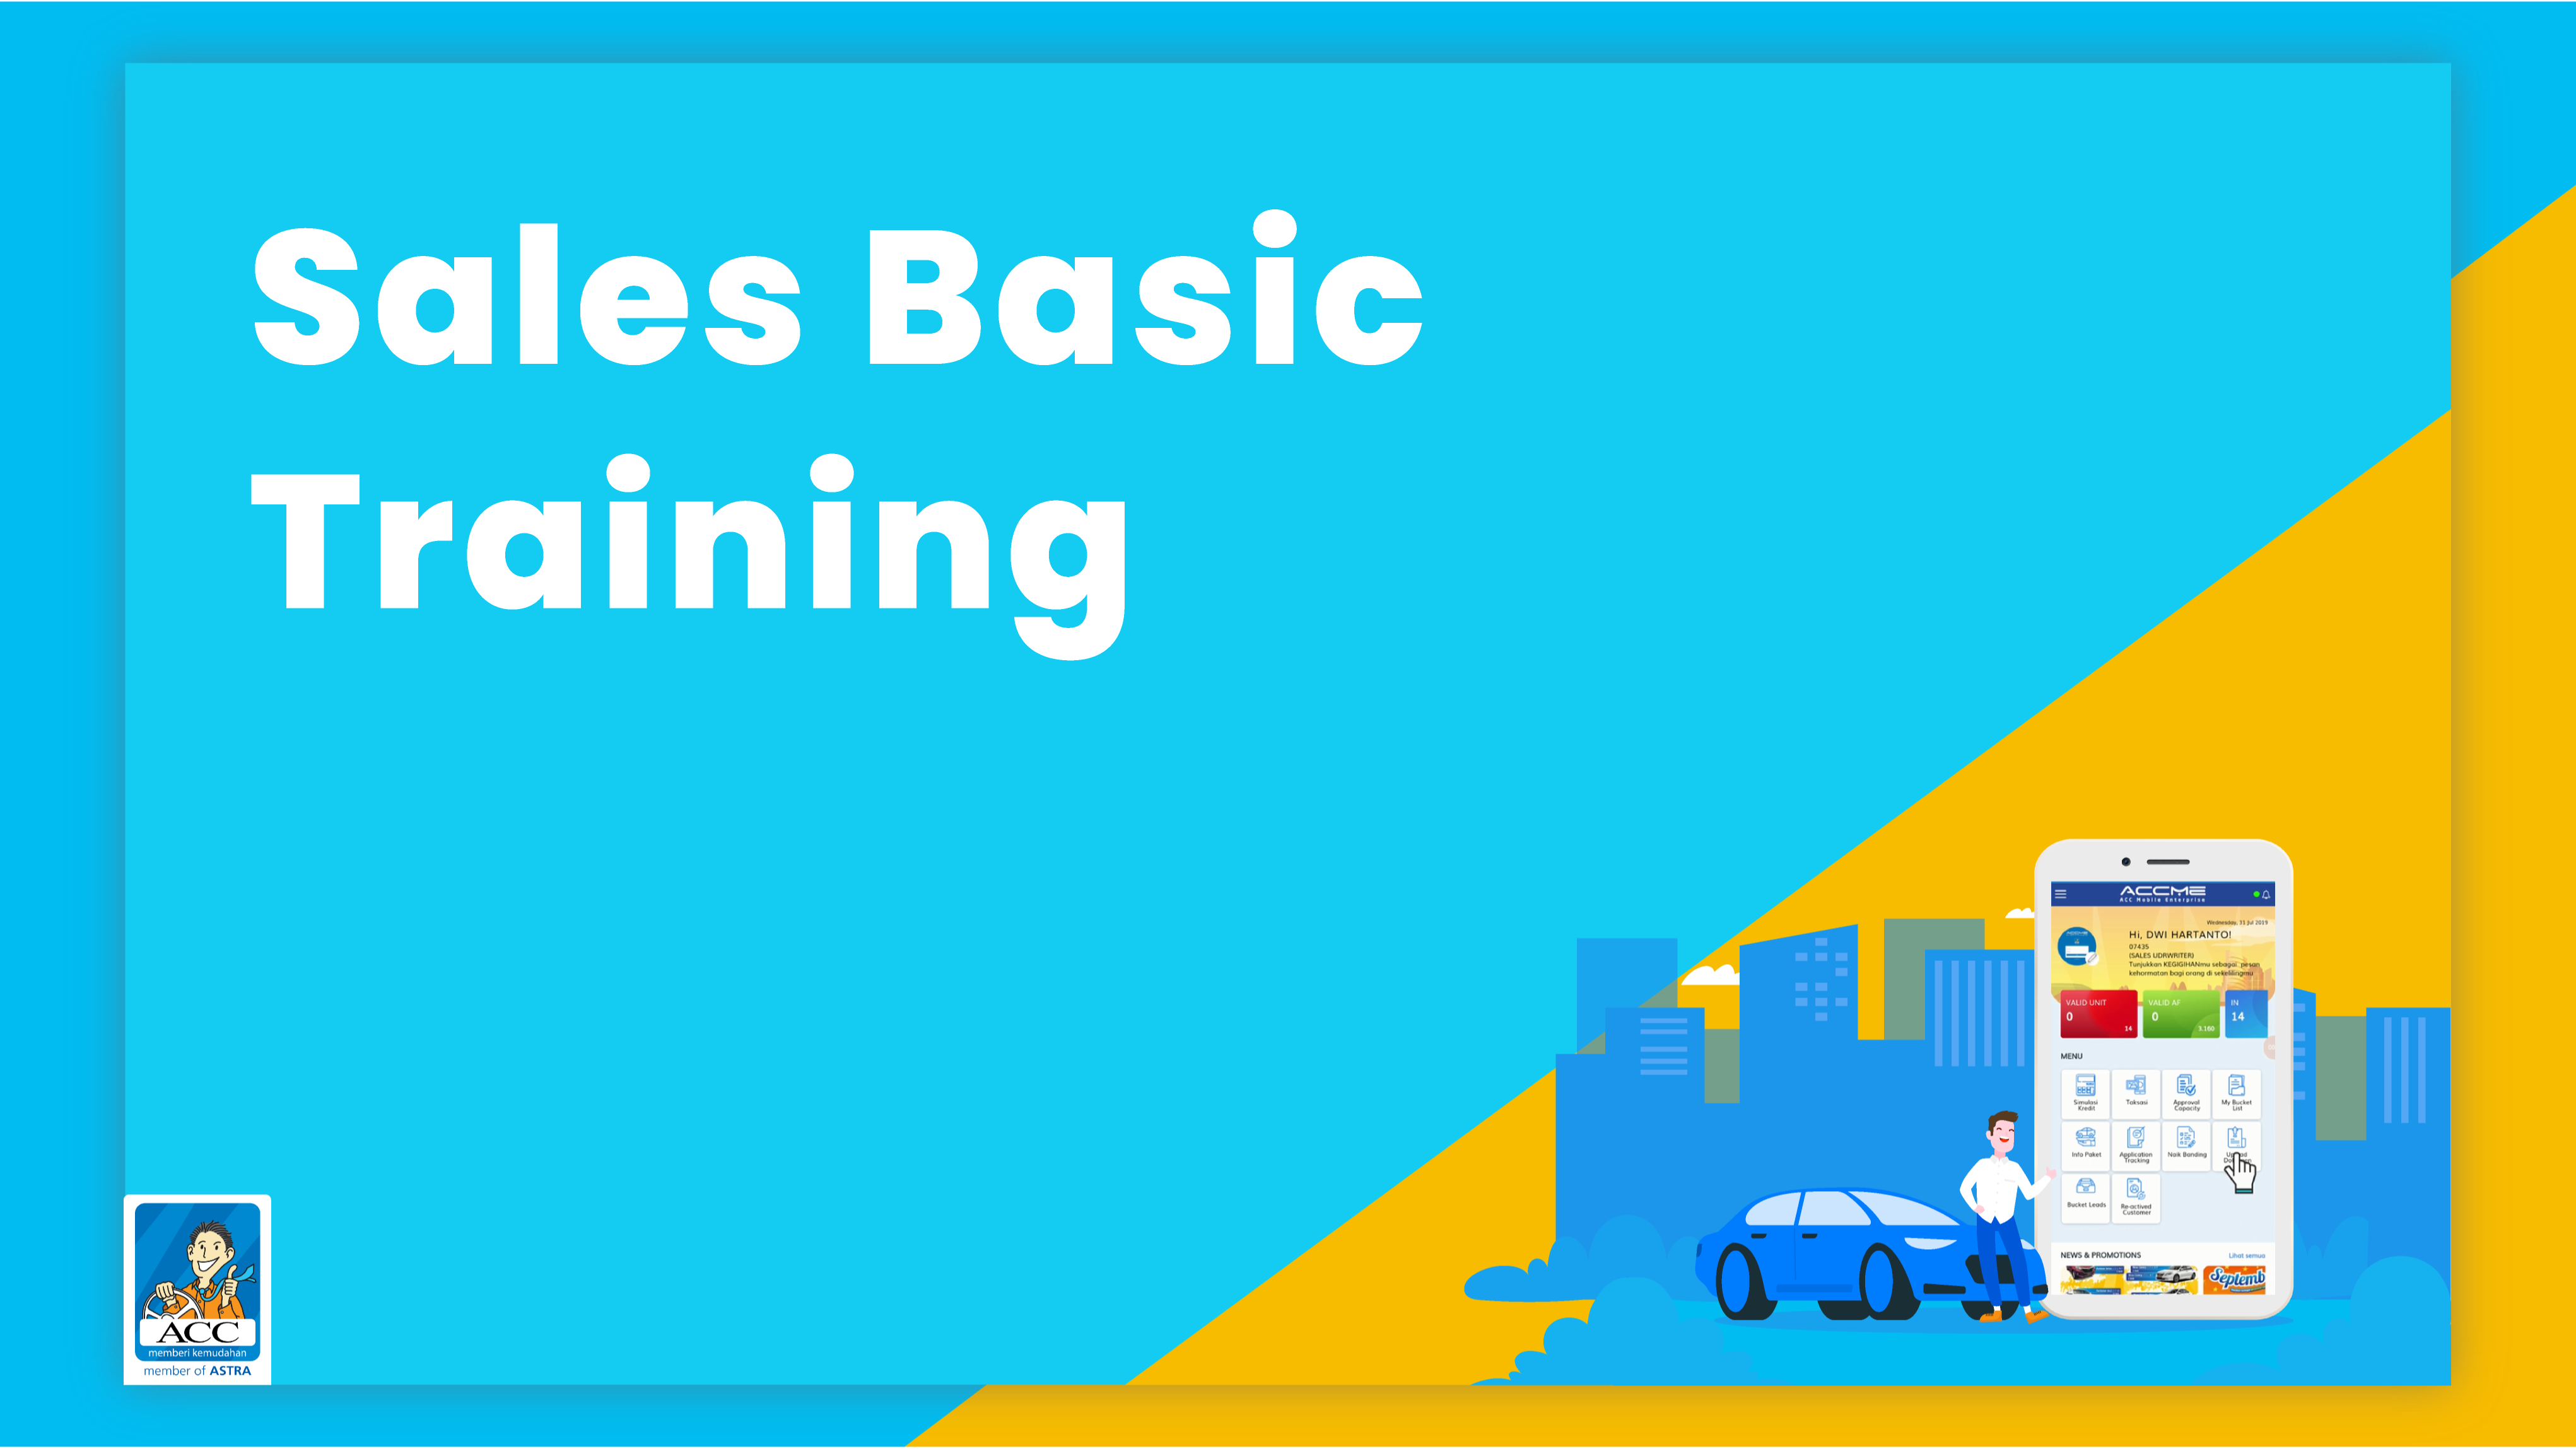 Sales Basic
Training
ACCME
ACC Mobile Enterprise
Wednesday, 31 Jul 2019
Hi, DWI HARTANTO!
07435
(SALES UDRWRITER)
Tunjukkan KEGIGIHANmu sebagai pesan
kehormatan bagi orang di sekelilingmu
VALID UNIT
0
14
VALID AF
0
3.160
IN
14
MENU
Simulasi
Kredit
Taksasi
Approval
Capacity
My Bucket
List
Info Paket
Application
Tracking
Naik Banding
Bucket Leads
Re-actived
Customer
NEWS & PROMOTIONS
Lihat semua
Septemb
ACC
memberi kemudahan
member of ASTRA